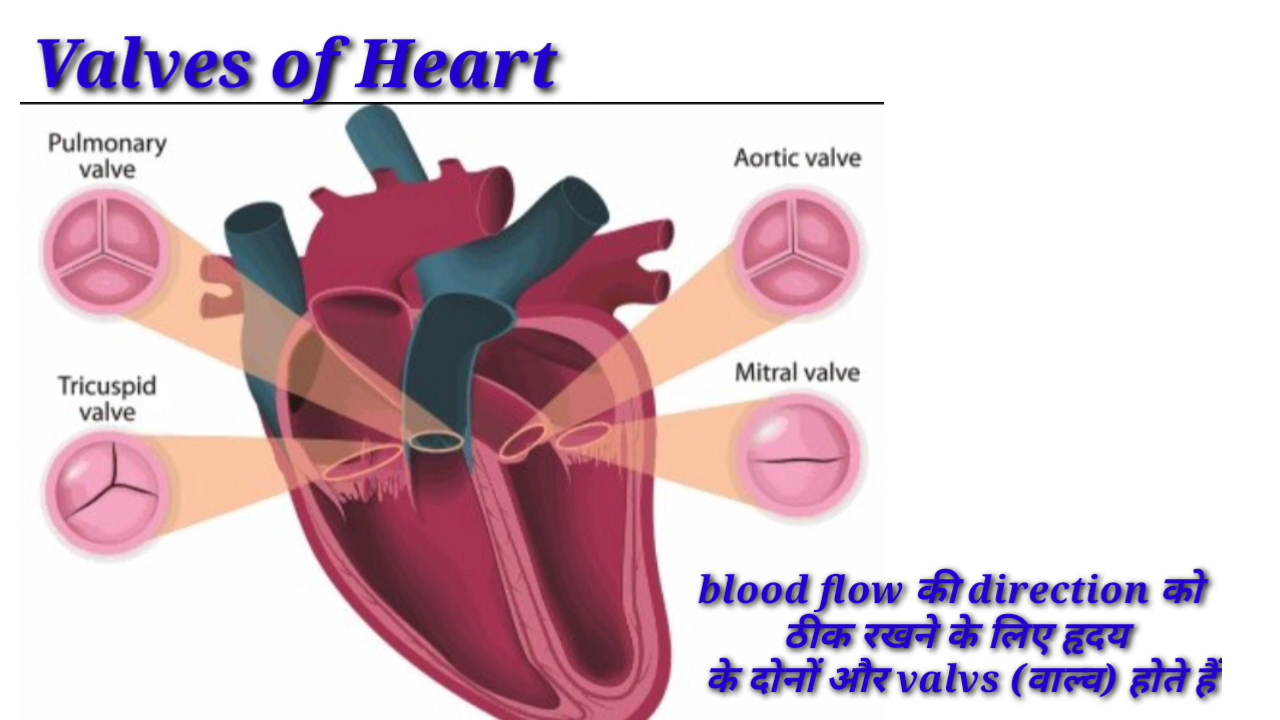 Valves of Heart
Pulmonary
valve
Aortic valve
Tricuspid
valve
Mitral valve
blood flow की direction को
ठीक रखने के लिए हृदय
के दोनों और valvs (वाल्व) होते हैं